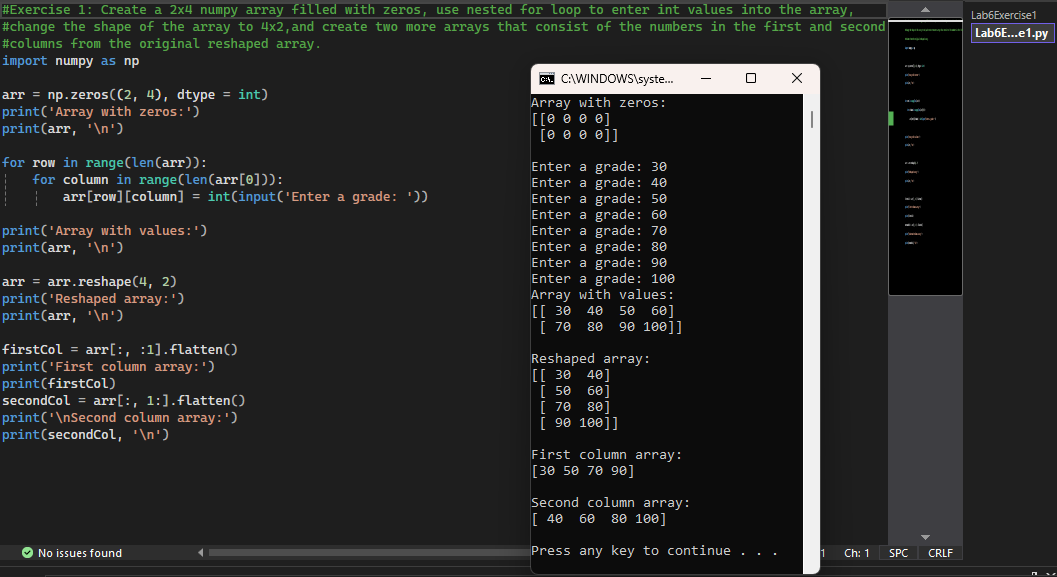 #Exercise 1: Create a 2x4 numpy array filled with zeros, use nested for loop to enter int values into the array,
#change the shape of the array to 4x2,and create two more arrays that consist of the numbers in the first and second
#columns from the original reshaped array.
import numpy as np
arr = np.zeros((2, 4), dtype = int)
print('Array with zeros:')
print(arr, '\n')
for row in range(len(arr)):
    for column in range(len(arr[0])):
        arr[row][column] = int(input('Enter a grade: '))
print('Array with values:')
print(arr, '\n')
arr = arr.reshape(4, 2)
print('Reshaped array:')
print(arr, '\n')
firstCol = arr[:, :1].flatten()
print('First column array:')
print(firstCol)
secondCol = arr[:, 1:].flatten()
print('\nSecond column array:')
print(secondCol, '\n')
C:\WINDOWS\syste...
Array with zeros:
[[0 0 0 0]
 [0 0 0 0]]
Enter a grade: 30
Enter a grade: 40
Enter a grade: 50
Enter a grade: 60
Enter a grade: 70
Enter a grade: 80
Enter a grade: 90
Enter a grade: 100
Array with values:
[[ 30  40  50  60]
 [ 70  80  90 100]]
Reshaped array:
[[ 30  40]
 [ 50  60]
 [ 70  80]
 [ 90 100]]
First column array:
[30 50 70 90]
Second column array:
[ 40  60  80 100]
Press any key to continue . . .
Lab6Exercise1
Lab6E...e1.py
No issues found
1 Ch: 1 SPC CRLF